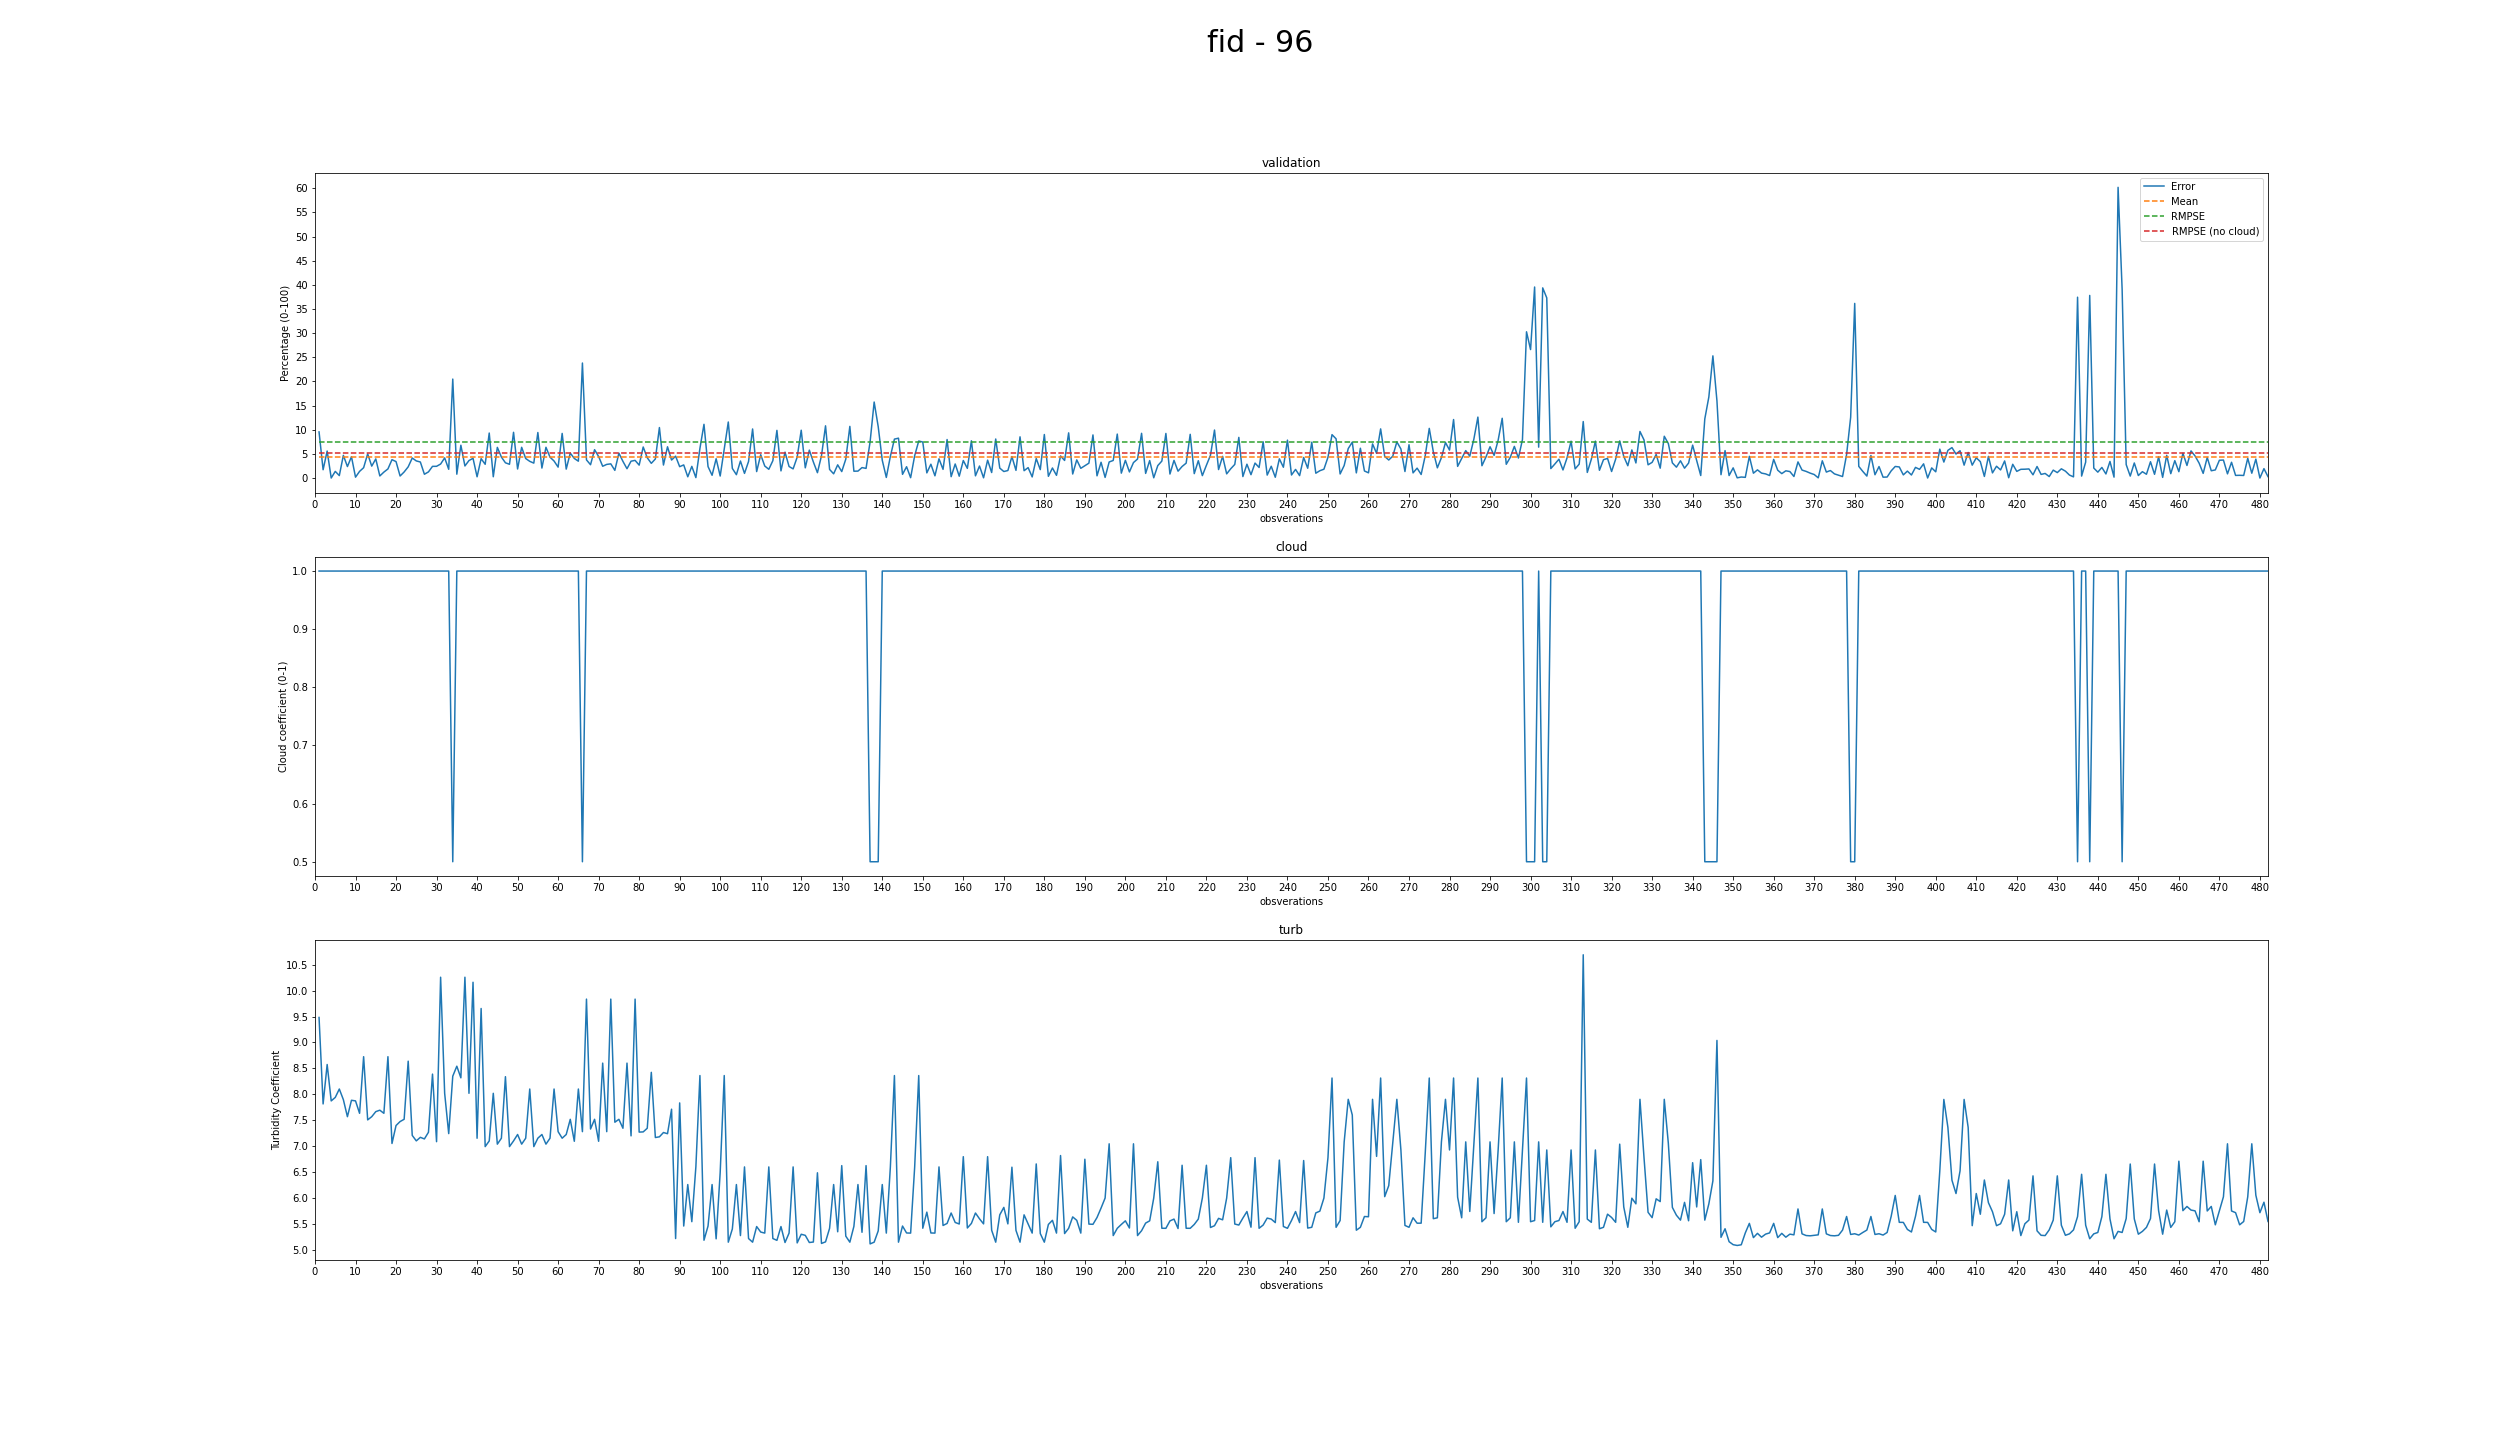 fid - 96
validation
Percentage (0-100)
60
55
50
45
40
35
30
25
20
15
10
5
0
Error
Mean
RMPSE
RMPSE (no cloud)
0 10 20 30 40 50 60 70 80 90 100 110 120 130 140 150 160 170 180 190 200 210 220 230 240 250 260 270 280 290 300 310 320 330 340 350 360 370 380 390 400 410 420 430 440 450 460 470 480
obsverations
cloud
Cloud coefficient (0-1)
1.0
0.9
0.8
0.7
0.6
0.5
0 10 20 30 40 50 60 70 80 90 100 110 120 130 140 150 160 170 180 190 200 210 220 230 240 250 260 270 280 290 300 310 320 330 340 350 360 370 380 390 400 410 420 430 440 450 460 470 480
obsverations
turb
Turbidity Coefficient
10.5
10.0
9.5
9.0
8.5
8.0
7.5
7.0
6.5
6.0
5.5
5.0
0 10 20 30 40 50 60 70 80 90 100 110 120 130 140 150 160 170 180 190 200 210 220 230 240 250 260 270 280 290 300 310 320 330 340 350 360 370 380 390 400 410 420 430 440 450 460 470 480
obsverations